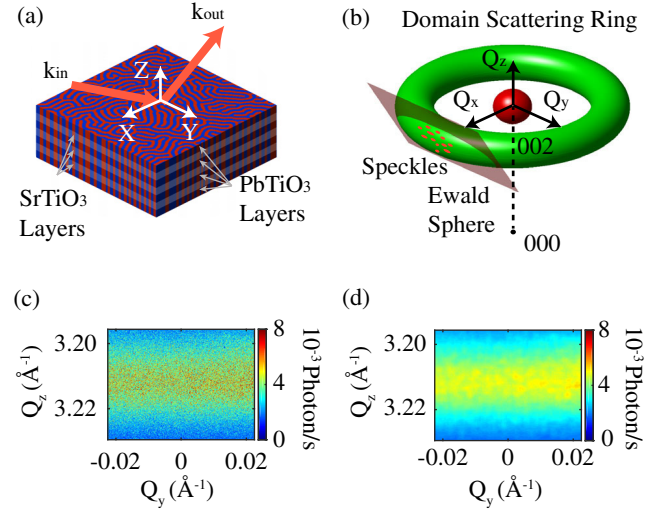 (a)
kout
kin
Z
X
Y
SrTiO3
Layers
PbTiO3
Layers
(b)
Domain Scattering Ring
Qz
Qx
Qy
002
Speckles
Ewald
Sphere
000
(c)
3.20
3.22
Qz (Å-1)
-0.02
0
0.02
Qy (Å-1)
8
4
0
10-3 Photon/s
(d)
3.20
3.22
Qz (Å-1)
-0.02
0
0.02
Qy (Å-1)
8
4
0
10-3 Photon/s